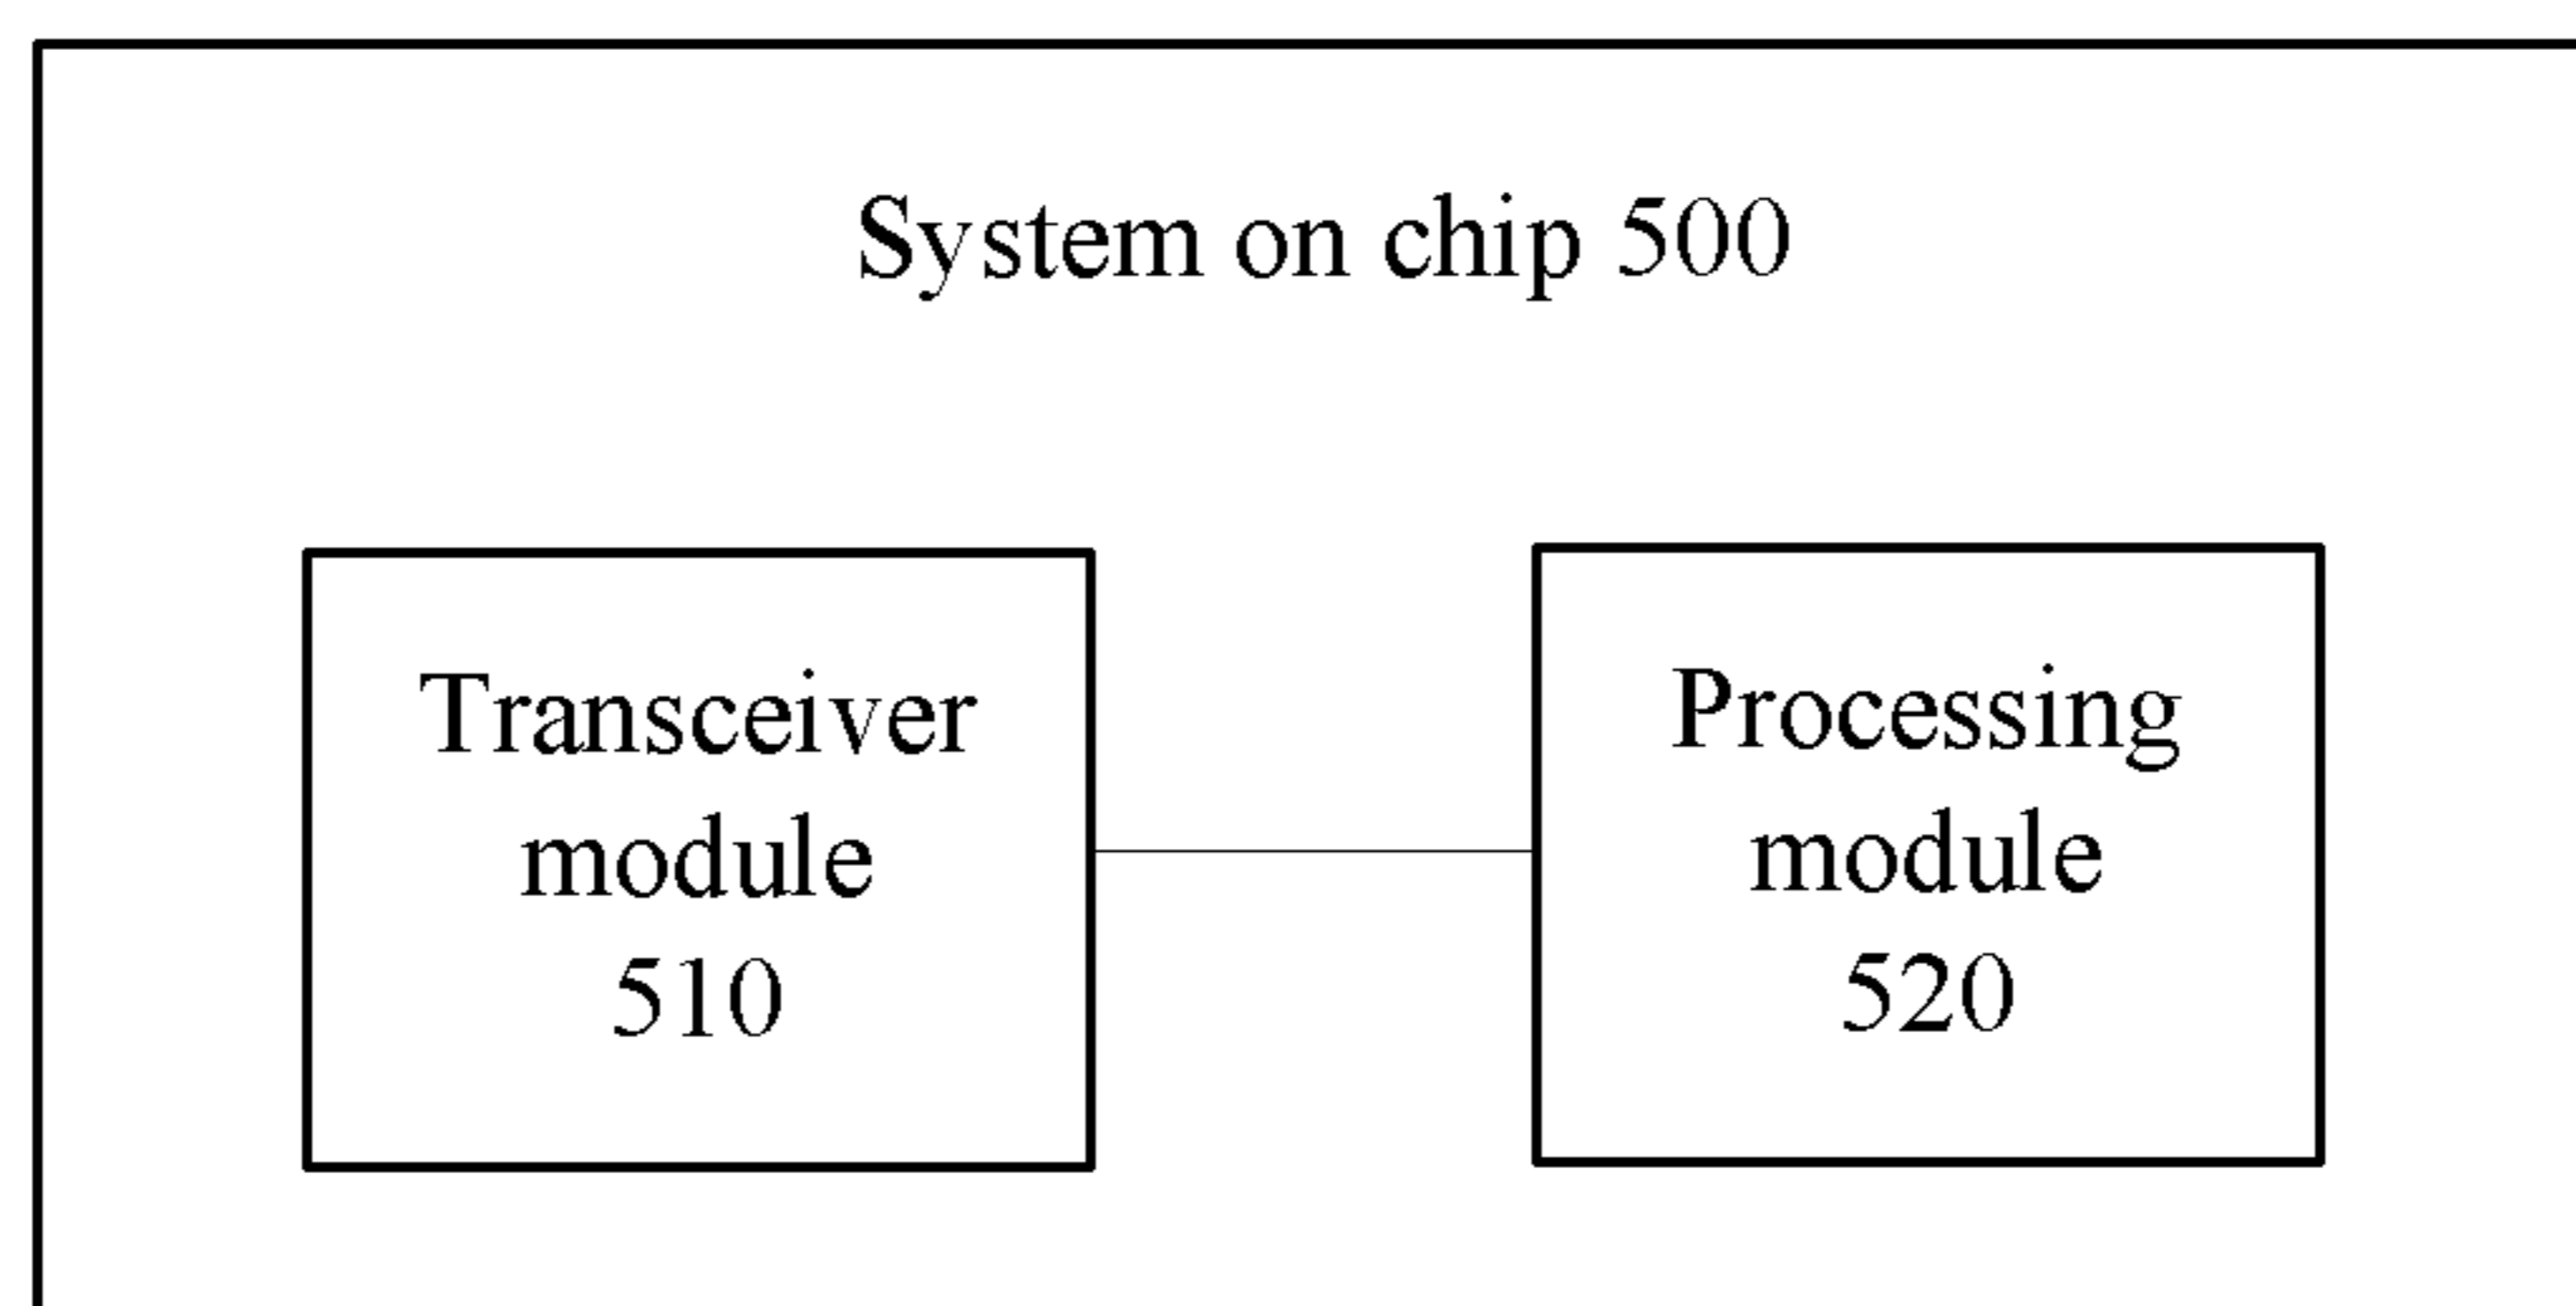 System on chip 500
Transceiver
module
510
Processing
module
520